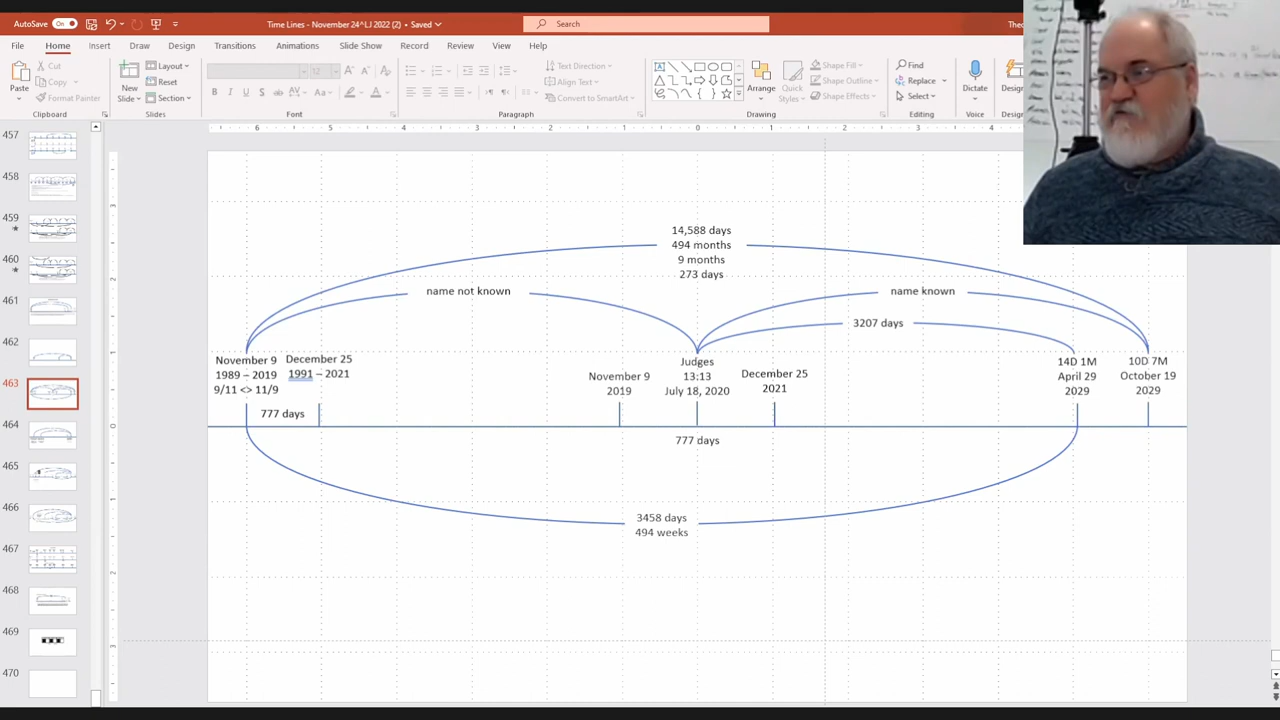 AutoSave On Time Lines - November 24^LJ 2022 (2) • Saved Search Theo
File Home Insert Draw Design Transitions Animations Slide Show Record Review View Help
Paste
Cut
Copy
Format Painter
Clipboard
New
Slide
Layout
Reset
Section
Slides
Font
Text Direction
Align Text
Convert to SmartArt
Paragraph
Arrange
Quick
Styles
Shape Fill
Shape Outline
Shape Effects
Drawing
Find
Replace
Select
Editing
Dictate
Voice
Design
457
458
459
460
461
462
463
464
465
466
467
468
469
470
14,588 days
494 months
9 months
273 days
name not known
name known
3207 days
November 9
1989 – 2019
9/11 <> 11/9
December 25
1991 – 2021
November 9
2019
Judges
13:13
July 18, 2020
December 25
2021
14D 1M
April 29
2029
10D 7M
October 19
2029
777 days
777 days
3458 days
494 weeks